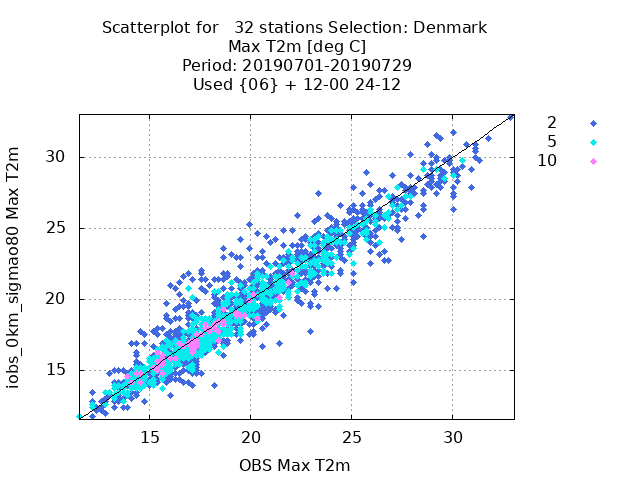 Scatterplot for 32 stations Selection: Denmark
Max T2m [deg C]
Period: 20190701-20190729
Used {06} + 12-00 24-12
2
5
10
30
25
20
15
iobs_0km_sigmao80 Max T2m
15 20 25 30
OBS Max T2m